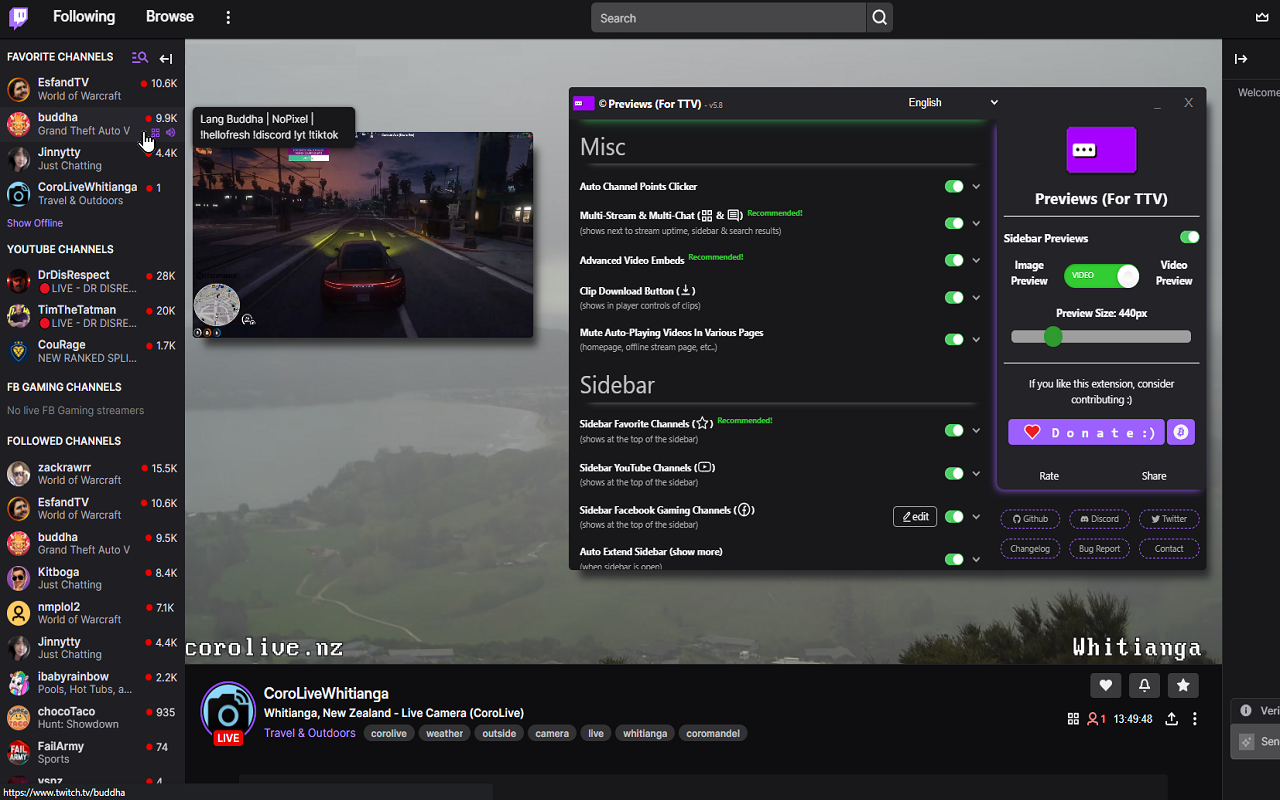 Following
Browse
Search
FAVORITE CHANNELS
EsfandTV
10.6K
World of Warcraft
buddha
9.9K
Grand Theft Auto V
Jinnytty
4.4K
Just Chatting
CoroLiveWhitianga
1
Travel & Outdoors
Show Offline
YOUTUBE CHANNELS
DrDisRespect
28K
LIVE - DR DISRE...
TimTheTatman
20K
LIVE - DR DISRE...
CouRage
1.7K
NEW RANKED SPLI...
FB GAMING CHANNELS
No live FB Gaming streamers
FOLLOWED CHANNELS
zackrawrr
15.5K
World of Warcraft
EsfandTV
10.6K
World of Warcraft
buddha
9.5K
Grand Theft Auto V
Kitboga
8.4K
Just Chatting
nmplol2
7.1K
World of Warcraft
Jinnytty
4.4K
Just Chatting
ibabyrainbow
2.2K
Pools, Hot Tubs, a...
chocoTaco
935
Hunt: Showdown
FailArmy
74
Sports
vsnz
4
https://www.twitch.tv/buddha
Lang Buddha | NoPixel |
!hellofresh !discord !yt !tiktok
© Previews (For TTV) - v5.8
English
_ X
Misc
Auto Channel Points Clicker
Multi-Stream & Multi-Chat ( & ) Recommended!
(shows next to stream uptime, sidebar & search results)
Advanced Video Embeds Recommended!
Clip Download Button ( )
(shows in player controls of clips)
Mute Auto-Playing Videos In Various Pages
(homepage, offline stream page, etc..)
Sidebar
Sidebar Favorite Channels ( ) Recommended!
(shows at the top of the sidebar)
Sidebar YouTube Channels ( )
(shows at the top of the sidebar)
Sidebar Facebook Gaming Channels ( )
(shows at the top of the sidebar)
edit
Auto Extend Sidebar (show more)
(when sidebar is open)
Previews (For TTV)
Sidebar Previews
Image
Preview
VIDEO
Video
Preview
Preview Size: 440px
If you like this extension, consider
contributing :)
Donate:)
Rate
Share
Github
Discord
Twitter
Changelog
Bug Report
Contact
corolive.nz
Whitianga
LIVE
CoroLiveWhitianga
Whitianga, New Zealand - Live Camera (CoroLive)
Travel & Outdoors
corolive
weather
outside
camera
live
whitianga
coromandel
1
13:49:48
Welcome
Veri
Sen